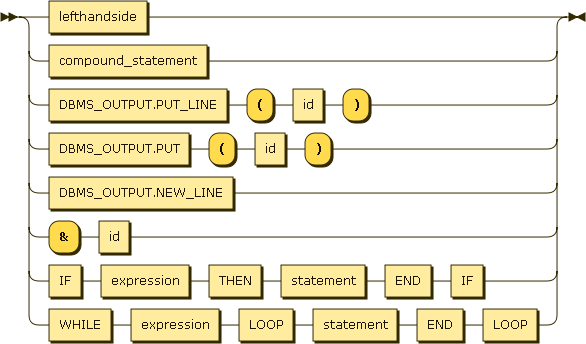 lefthandside
compound_statement
DBMS_OUTPUT.PUT_LINE ( id )
DBMS_OUTPUT.PUT ( id )
DBMS_OUTPUT.NEW_LINE
& id
IF expression THEN statement END IF
WHILE expression LOOP statement END LOOP